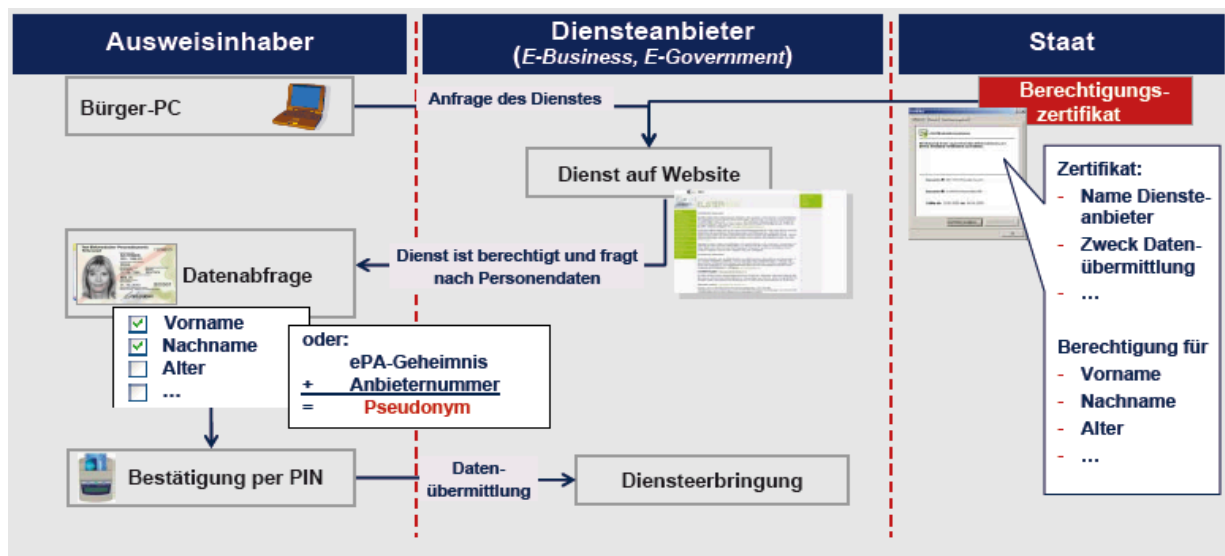 Ausweisinhaber
Diensteanbieter
(E-Business, E-Government)
Staat
Bürger-PC
Anfrage des Dienstes
Berechtigungs-
zertifikat
Dienst auf Website
Zertifikat:
- Name Dienste-
anbieter
- Zweck Daten-
übermittlung
- ...
Berechtigung für
- Vorname
- Nachname
- Alter
- ...
Dienst ist berechtigt und fragt
nach Personendaten
Datenabfrage
Vorname
Nachname
Alter
...
oder:
ePA-Geheimnis
+ Anbieternummer
= Pseudonym
Bestätigung per PIN
Daten-
übermittlung
Diensteerbringung